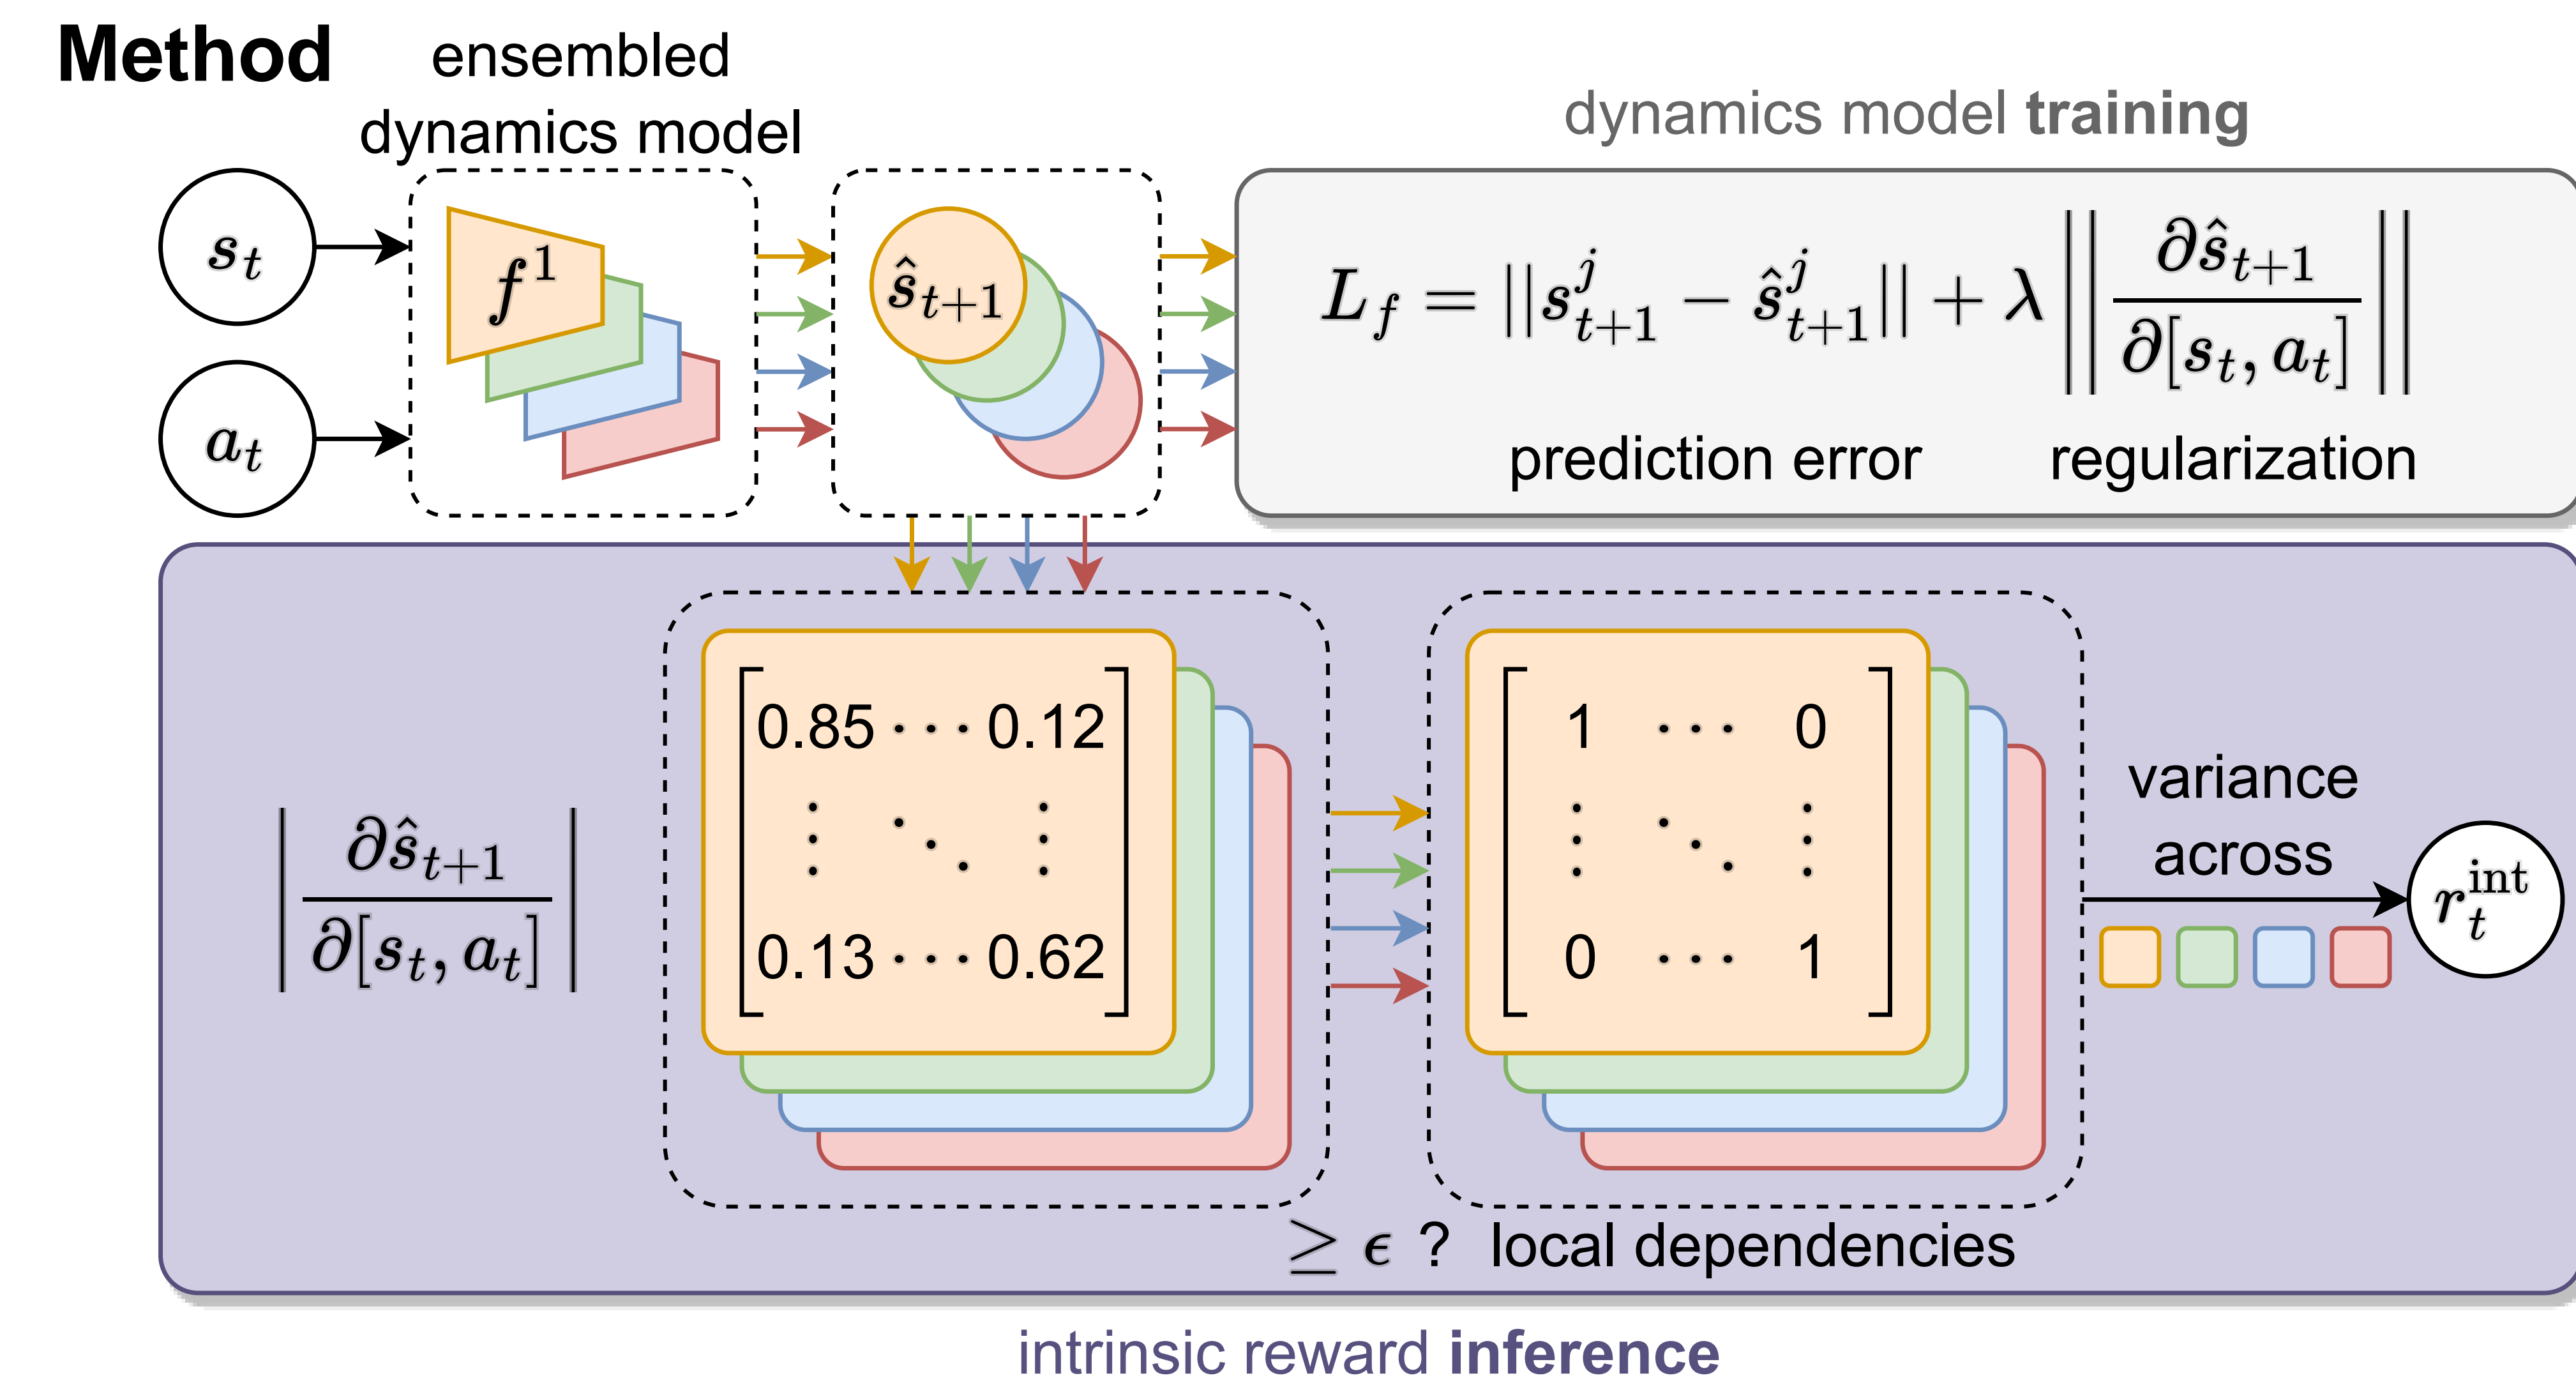 Method
ensembled
dynamics model
dynamics model training
s_t
a_t
f^1
ŝ_{t+1}
L_f = ||s^j_{t+1} − ŝ^j_{t+1}|| + λ || ∂ŝ_{t+1} / ∂[s_t, a_t] ||
prediction error regularization
| ∂ŝ_{t+1} / ∂[s_t, a_t] |
0.85 ··· 0.12
⋮ ⋱ ⋮
0.13 ··· 0.62
1 ··· 0
⋮ ⋱ ⋮
0 ··· 1
variance
across
r_t^{int}
≥ ϵ ? local dependencies
intrinsic reward inference